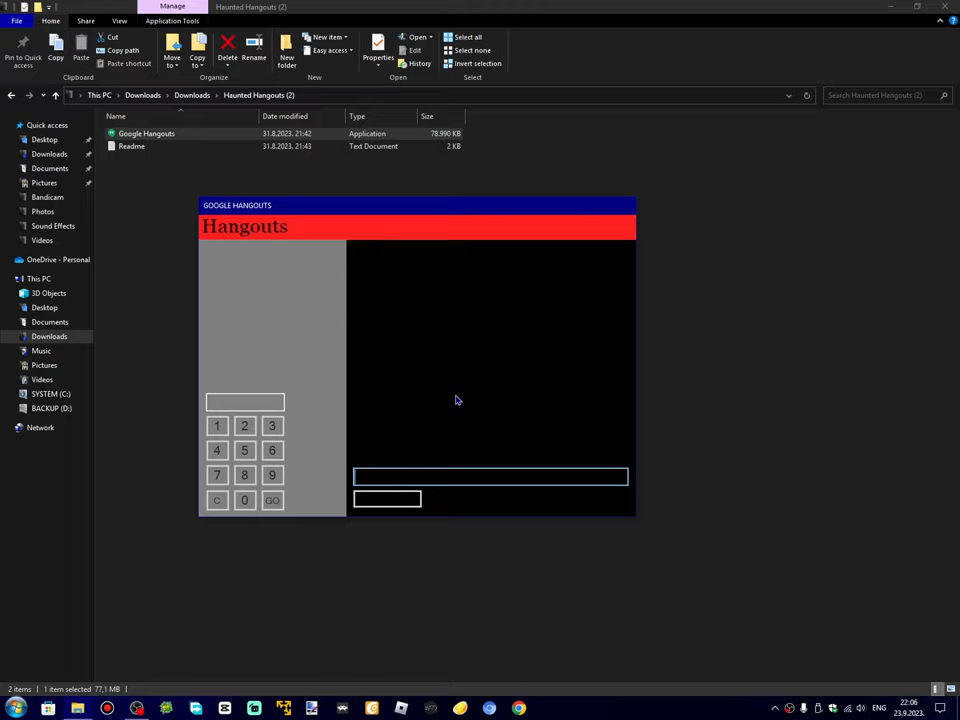 Manage
Haunted Hangouts (2)
File
Home
Share
View
Application Tools
Pin to Quick access
Copy
Paste
Cut
Copy path
Paste shortcut
Clipboard
Move to
Copy to
Delete
Rename
Organize
New folder
New item
Easy access
New
Properties
Open
Edit
History
Open
Select all
Select none
Invert selection
Select
This PC > Downloads > Downloads > Haunted Hangouts (2)
Search Haunted Hangouts (2)
Name
Date modified
Type
Size
Google Hangouts 31.8.2023. 21:42 Application 78.990 KB
Readme 31.8.2023. 21:43 Text Document 2 KB
Quick access
Desktop
Downloads
Documents
Pictures
Bandicam
Photos
Sound Effects
Videos
OneDrive - Personal
This PC
3D Objects
Desktop
Documents
Downloads
Music
Pictures
Videos
SYSTEM (C:)
BACKUP (D:)
Network
GOOGLE HANGOUTS
Hangouts
1 2 3
4 5 6
7 8 9
C 0 GO
2 items
1 item selected 77,1 MB
ENG
22:06
23.9.2023.